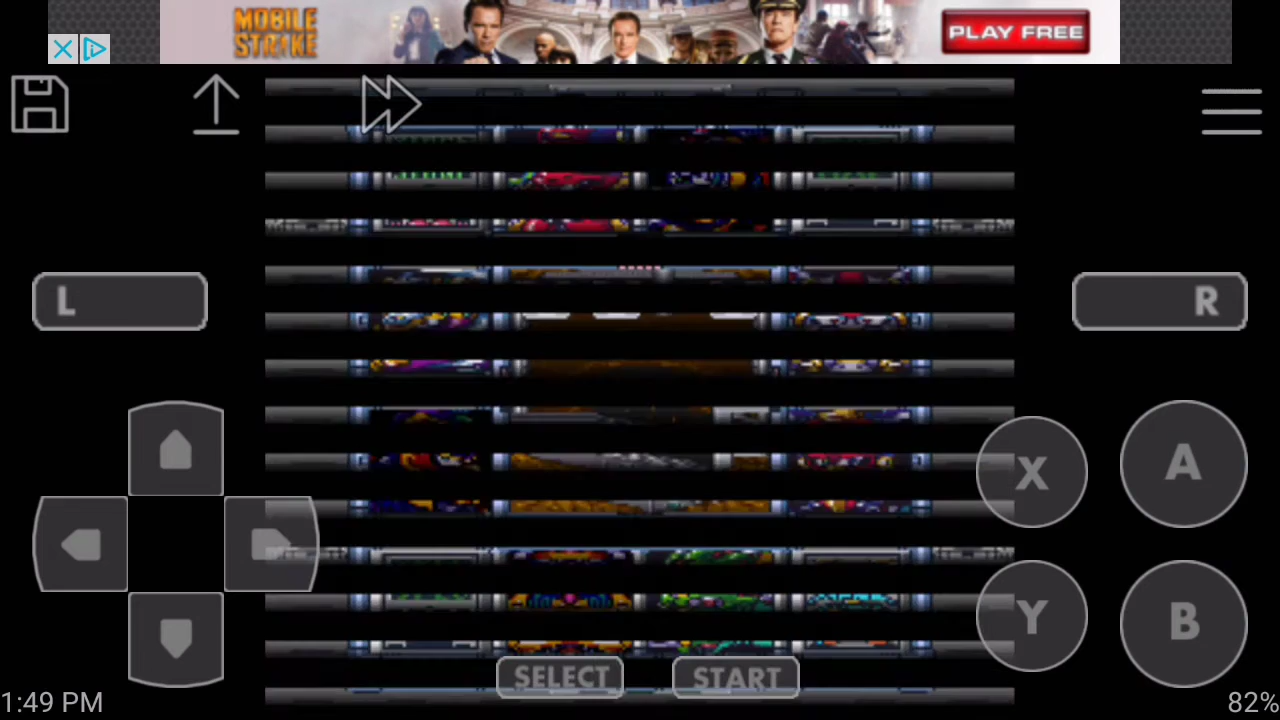 MOBILE
STRIKE
PLAY FREE
L
R
X
A
Y
B
SELECT
START
1:49 PM
82%